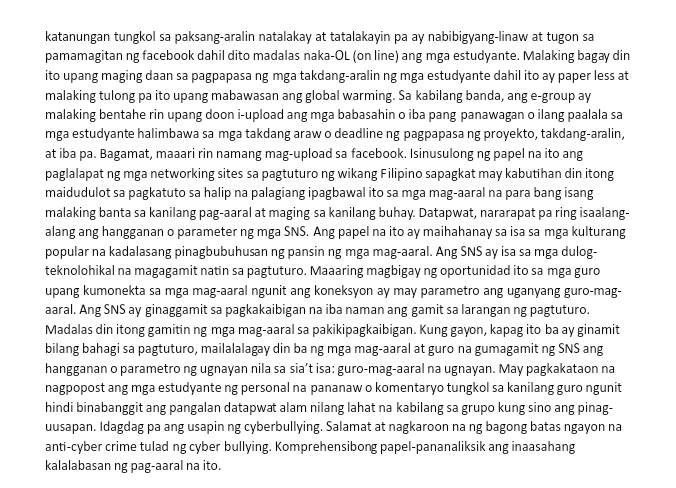 katanungan tungkol sa paksang-aralin natalakay at tatalakayin pa ay nabibigyang-linaw at tugon sa
pamamagitan ng facebook dahil dito madalas naka-OL (on line) ang mga estudyante. Malaking bagay din
ito upang maging daan sa pagpapasa ng mga takdang-aralin ng mga estudyante dahil ito ay paper less at
malaking tulong pa ito upang mabawasan ang global warming. Sa kabilang banda, ang e-group ay
malaking bentahe rin upang doon i-upload ang mga babasahin o iba pang panawagan o ilang paalala sa
mga estudyante halimbawa sa mga takdang araw o deadline ng pagpapasa ng proyekto, takdang-aralin,
at iba pa. Bagamat, maaari rin namang mag-upload sa facebook. Isinusulong ng papel na ito ang
paglalapat ng mga networking sites sa pagtuturo ng wikang Filipino sapagkat may kabutihan din itong
maidudulot sa pagkatuto sa halip na palagiang ipagbawal ito sa mga mag-aaral na para bang isang
malaking banta sa kanilang pag-aaral at maging sa kanilang buhay. Datapwat, nararapat pa ring isaalang-
alang ang hangganan o parameter ng mga SNS. Ang papel na ito ay maihahanay sa isa sa mga kulturang
popular na kadalasang pinagbubuhusan ng pansin ng mga mag-aaral. Ang SNS ay isa sa mga dulog-
teknolohikal na magagamit natin sa pagtuturo. Maaaring magbigay ng oportunidad ito sa mga guro
upang kumonekta sa mga mag-aaral ngunit ang koneksyon ay may parametro ang uganyang guro-mag-
aaral. Ang SNS ay ginaggamit sa pagkakaibigan na iba naman ang gamit sa larangan ng pagtuturo.
Madalas din itong gamitin ng mga mag-aaral sa pakikipagkaibigan. Kung gayon, kapag ito ba ay ginamit
bilang bahagi sa pagtuturo, mailalalagay din ba ng mga mag-aaral at guro na gumagamit ng SNS ang
hangganan o parametro ng ugnayan nila sa sia't isa: guro-mag-aaral na ugnayan. May pagkakataon na
nagpopost ang mga estudyante ng personal na pananaw o komentaryo tungkol sa kanilang guro ngunit
hindi binabanggit ang pangalan datapwat alam nilang lahat na kabilang sa grupo kung sino ang pinag-
uusapan. Idagdag pa ang usapin ng cyberbullying. Salamat at nagkaroon na ng bagong batas ngayon na
anti-cyber crime tulad ng cyber bullying. Komprehensibong papel-pananaliksik ang inaasahang
kalalabasan ng pag-aaral na ito.